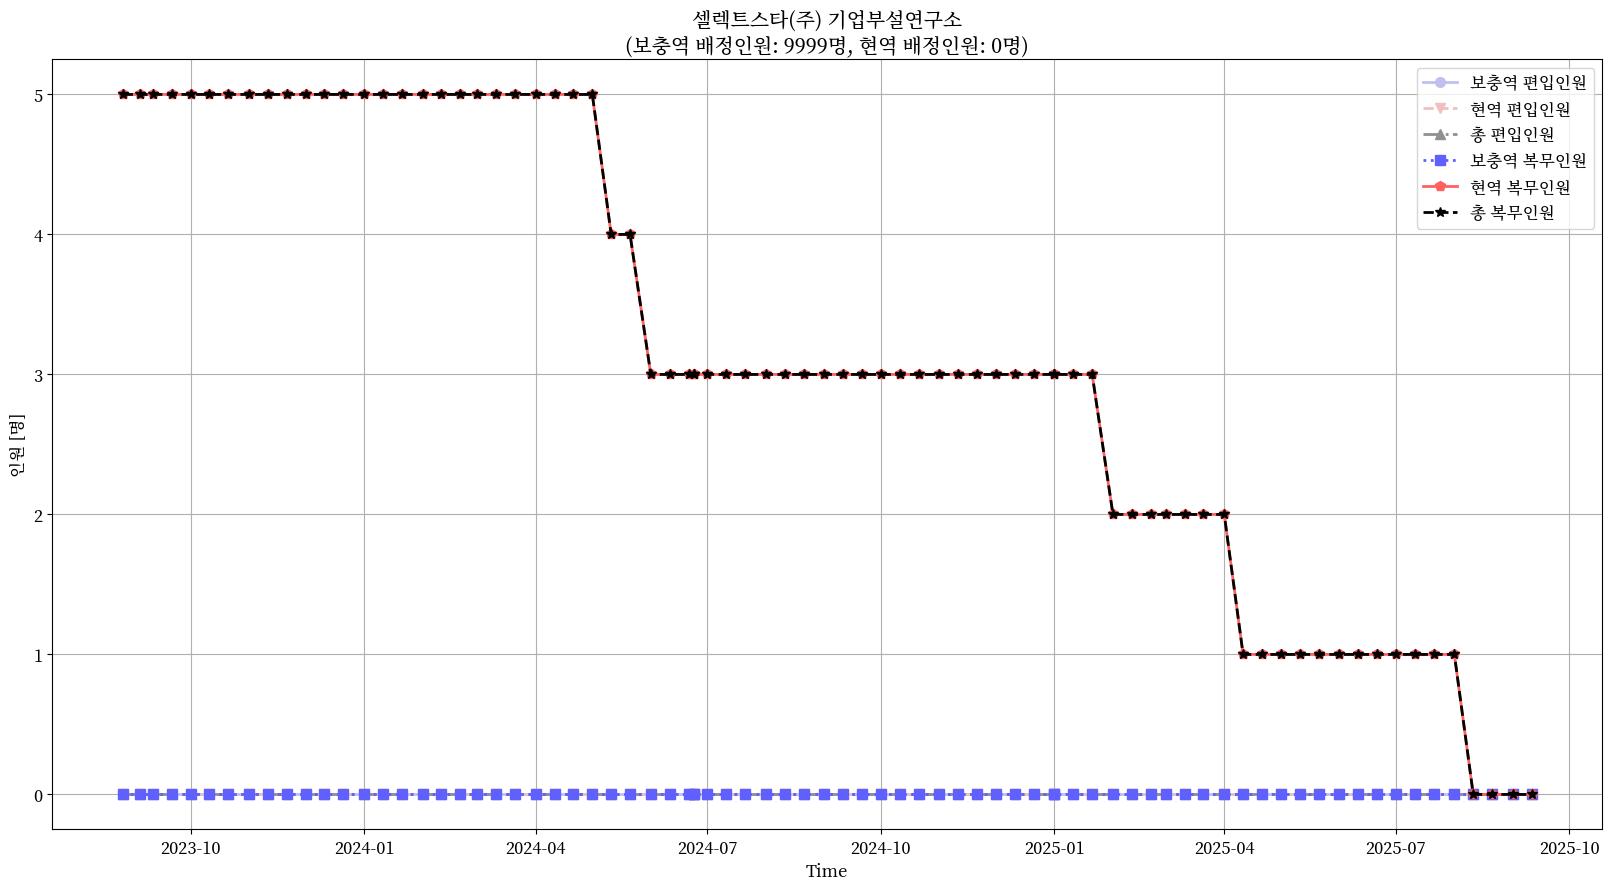 셀렉트스타(주) 기업부설연구소
(보충역 배정인원: 9999명, 현역 배정인원: 0명)
보충역 편입인원
현역 편입인원
총 편입인원
보충역 복무인원
현역 복무인원
총 복무인원
인원 [명]
5
4
3
2
1
0
2023-10
2024-01
2024-04
2024-07
2024-10
2025-01
2025-04
2025-07
2025-10
Time